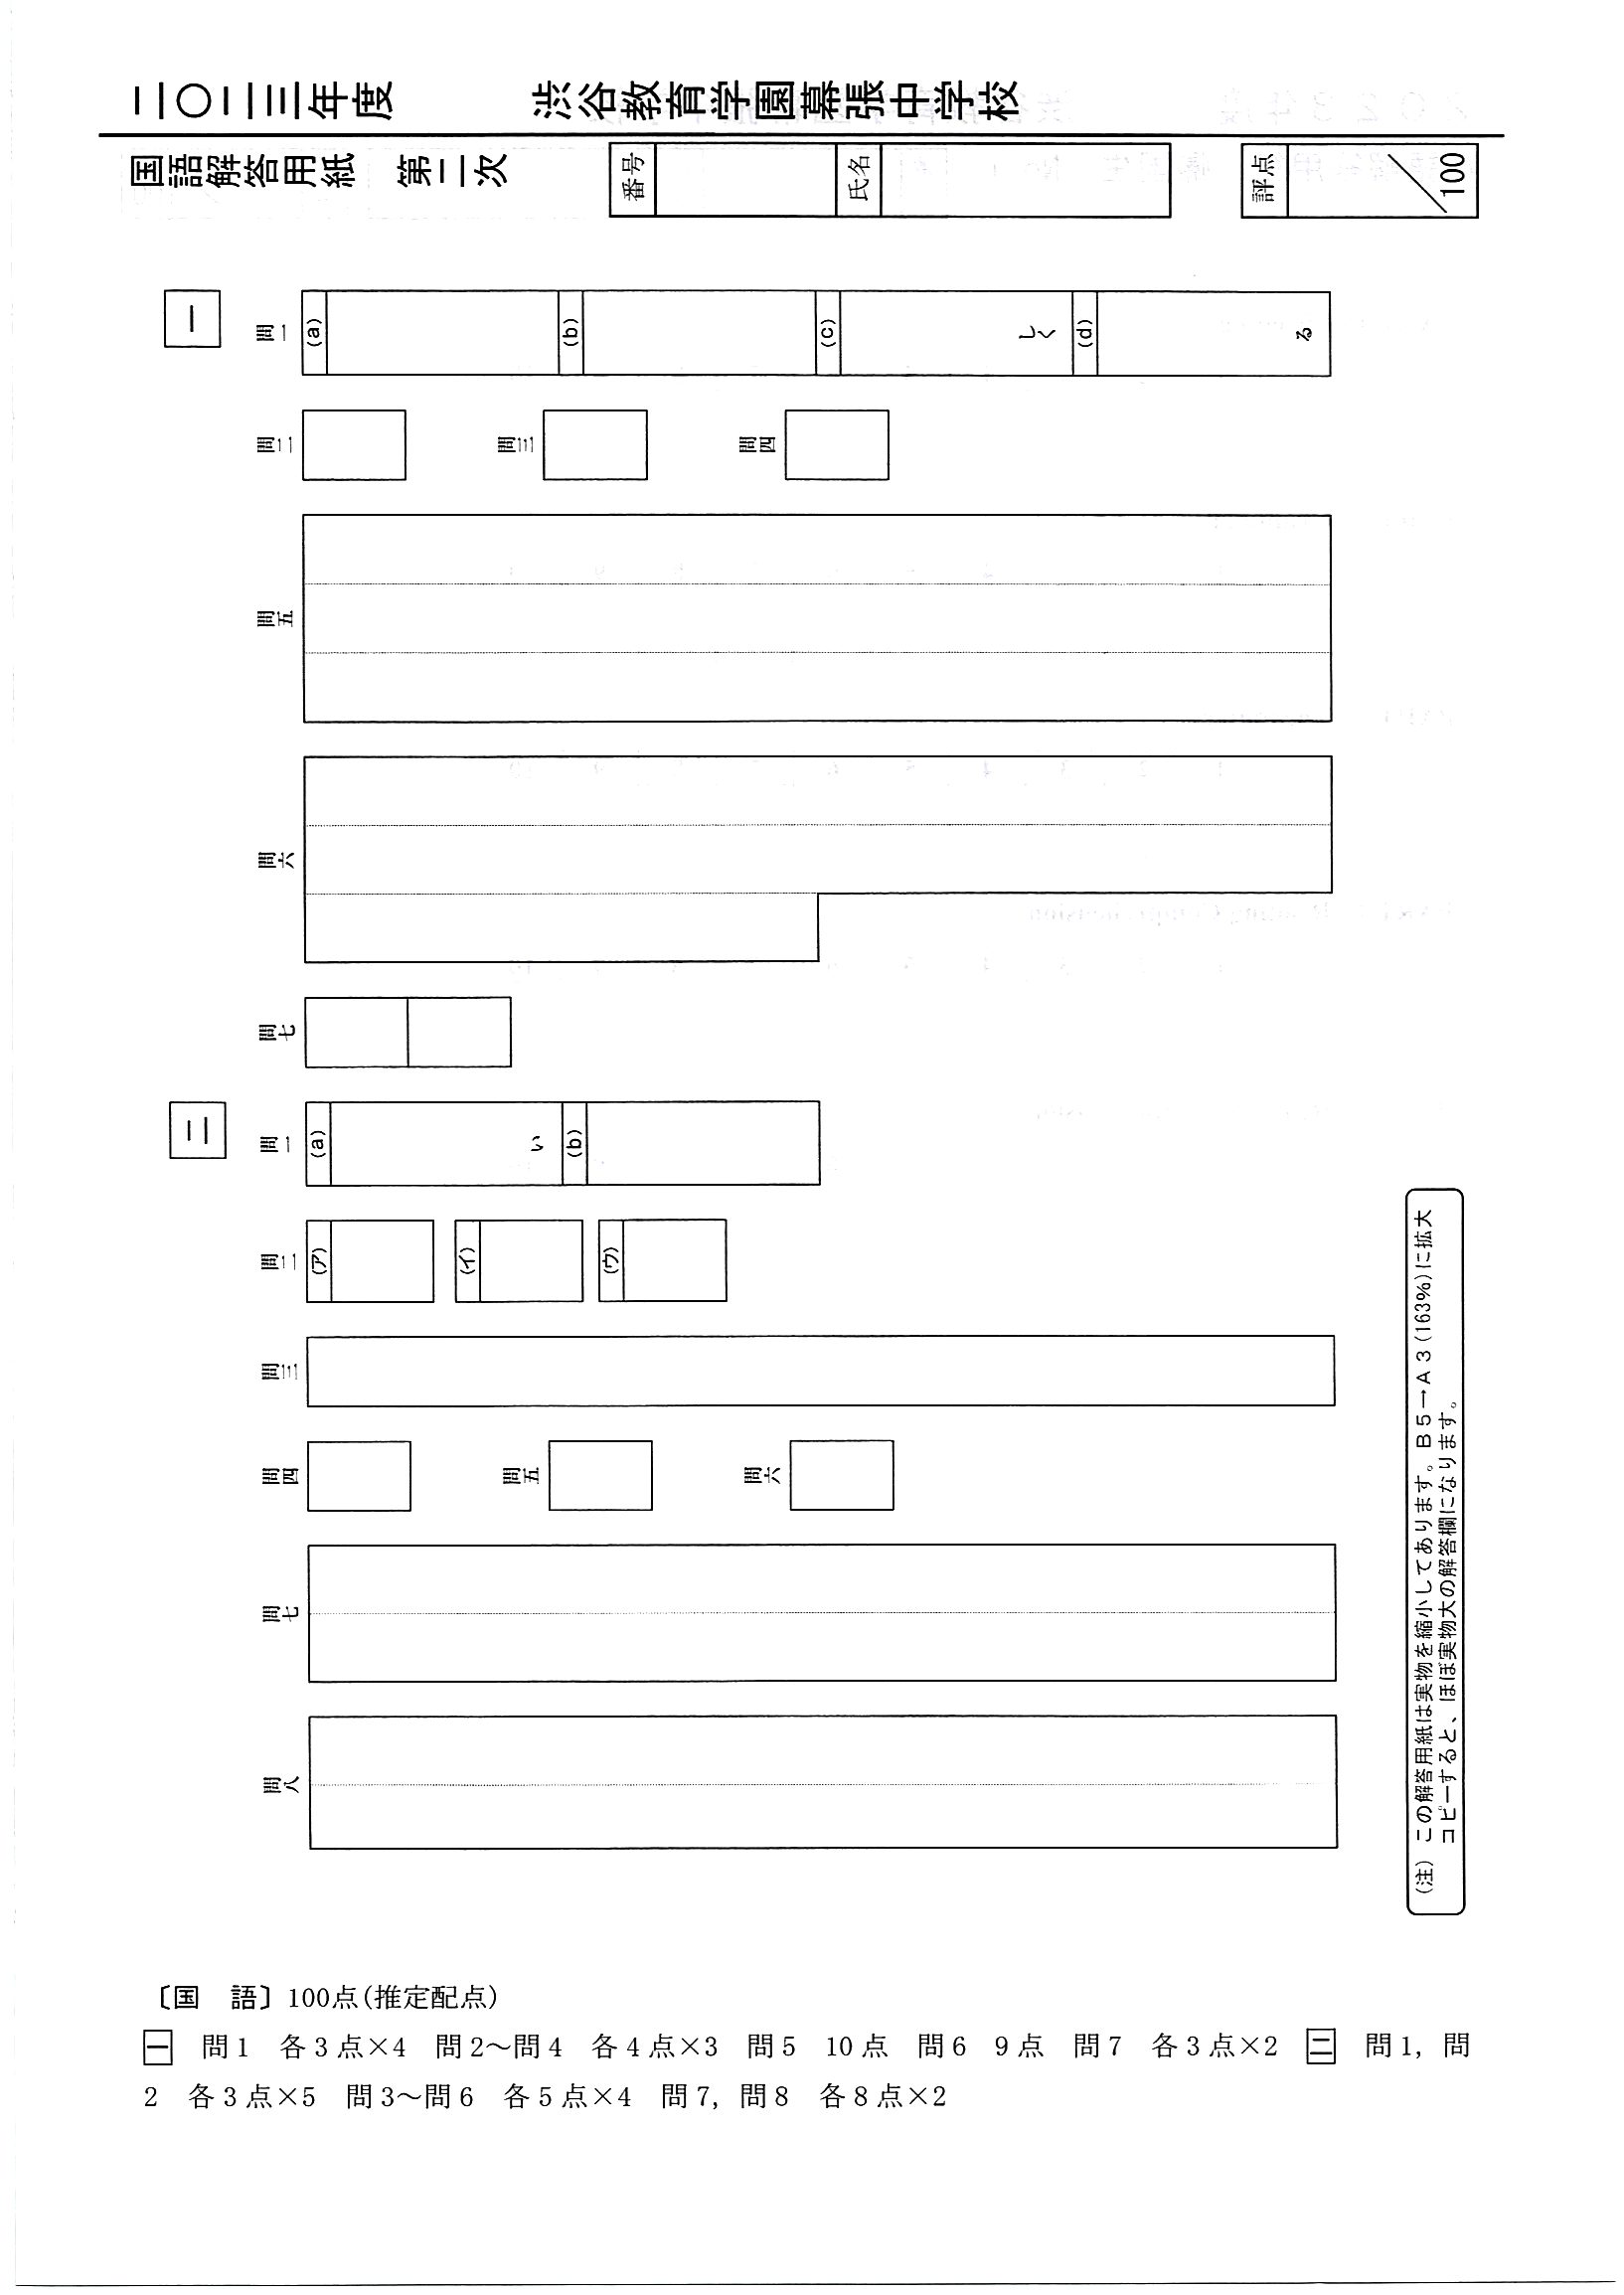 二〇二三年度 渋谷教育学園幕張中学校
国語解答用紙 第二次
番号 氏名 評点 /100
一
問一 (a) (b) (c) しく (d) る
問二 問三 問四
問五
問六
問七
二
問一 (a) い (b)
問二 (ア) (イ) (ウ)
問三
問四 問五 問六
問七
問八
(注) この解答用紙は実物を縮小してあります。B5→A3(163%)に拡大
コピーすると、ほぼ実物大の解答欄になります。
〔国 語〕100点(推定配点)
一 問1 各3点×4 問2～問4 各4点×3 問5 10点 問6 9点 問7 各3点×2 二 問1, 問
2 各3点×5 問3～問6 各5点×4 問7, 問8 各8点×2